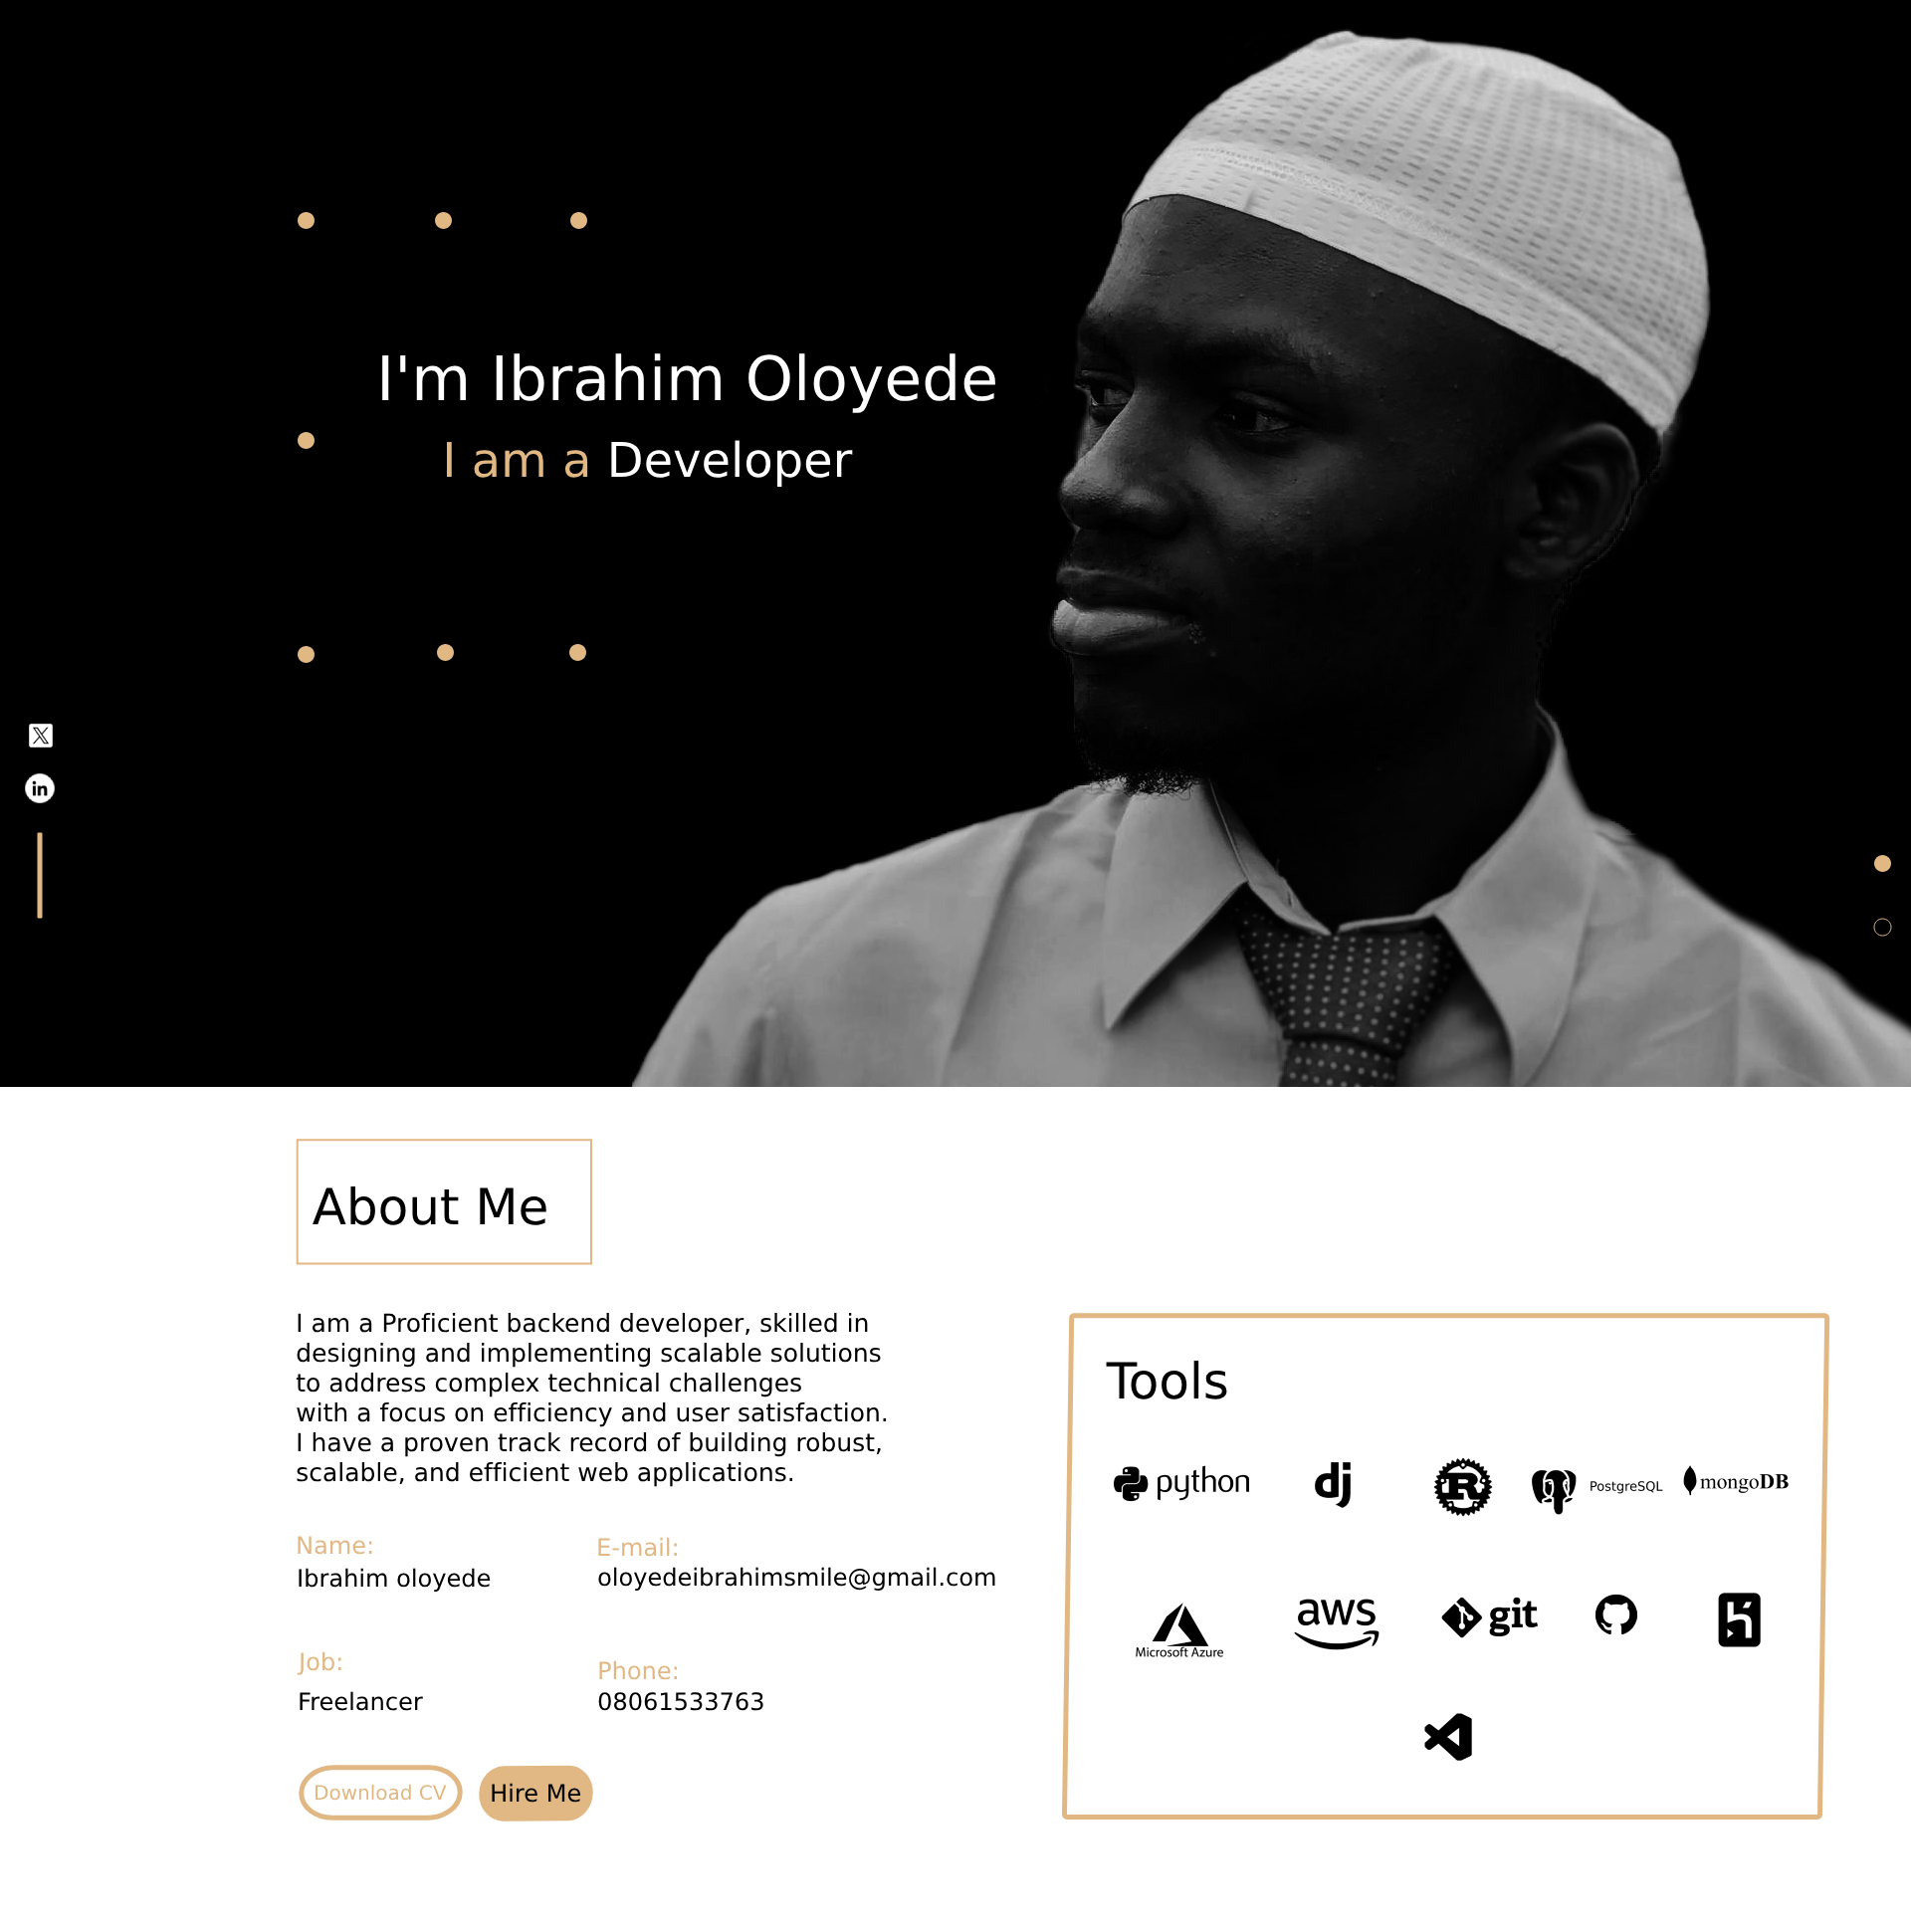 I'm Ibrahim Oloyede
I am a Developer
X
in
About Me
I am a Proficient backend developer, skilled in
designing and implementing scalable solutions
to address complex technical challenges
with a focus on efficiency and user satisfaction.
I have a proven track record of building robust,
scalable, and efficient web applications.
Name:
Ibrahim oloyede
E-mail:
oloyedeibrahimsmile@gmail.com
Job:
Freelancer
Phone:
08061533763
Download CV
Hire Me
Tools
python
dj
R
PostgreSQL
mongoDB
Microsoft Azure
aws
git